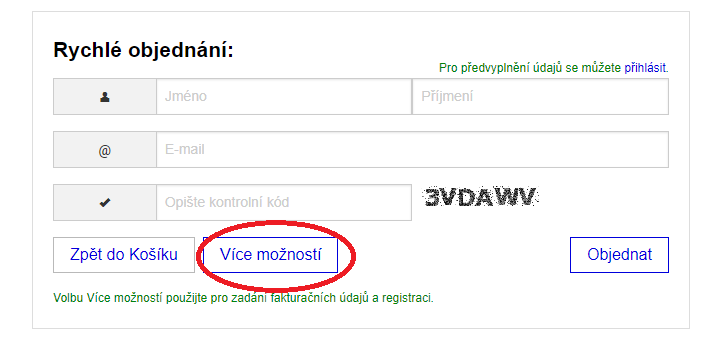 Rychlé objednání:
Pro předvyplnění údajů se můžete přihlásit.
Jméno Příjmení
@ E-mail
Opište kontrolní kód 3VDAWV
Zpět do Košíku Více možností Objednat
Volbu Více možností použijte pro zadání fakturačních údajů a registraci.